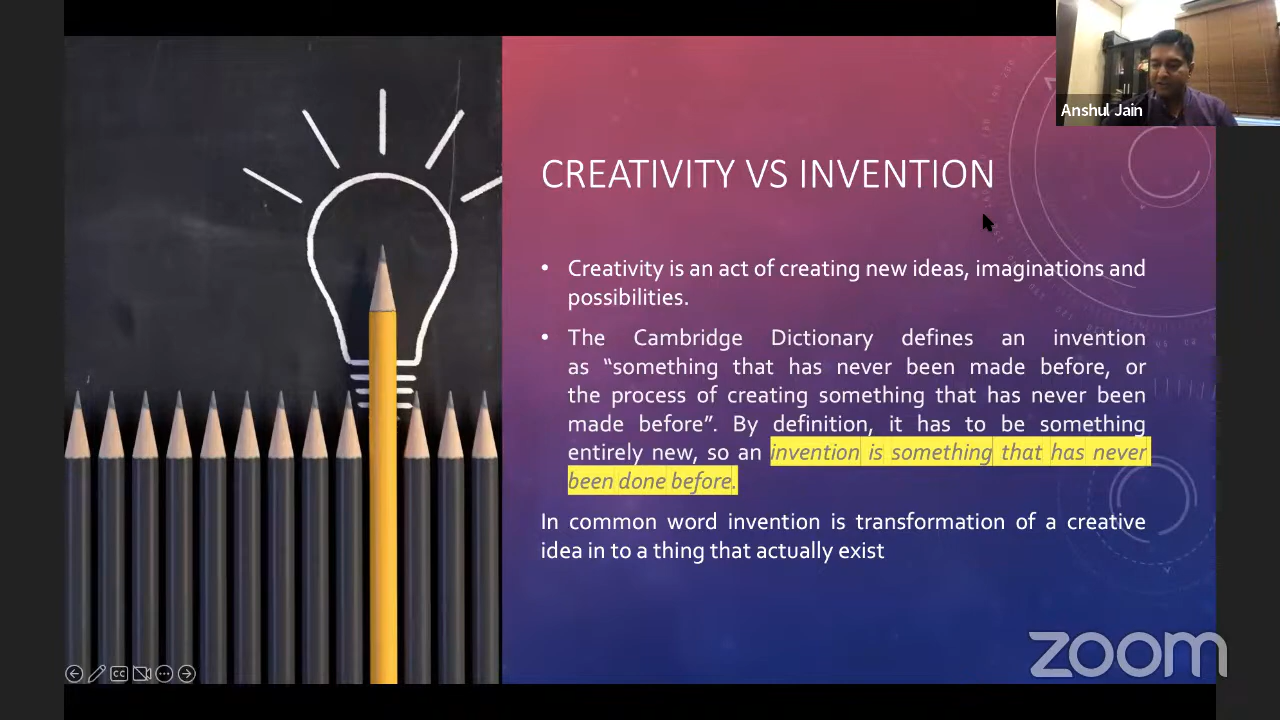 Anshul Jain
CREATIVITY VS INVENTION
• Creativity is an act of creating new ideas, imaginations and
possibilities.
• The Cambridge Dictionary defines an invention
as “something that has never been made before, or
the process of creating something that has never been
made before”. By definition, it has to be something
entirely new, so an invention is something that has never
been done before.
In common word invention is transformation of a creative
idea in to a thing that actually exist
CC
zoom